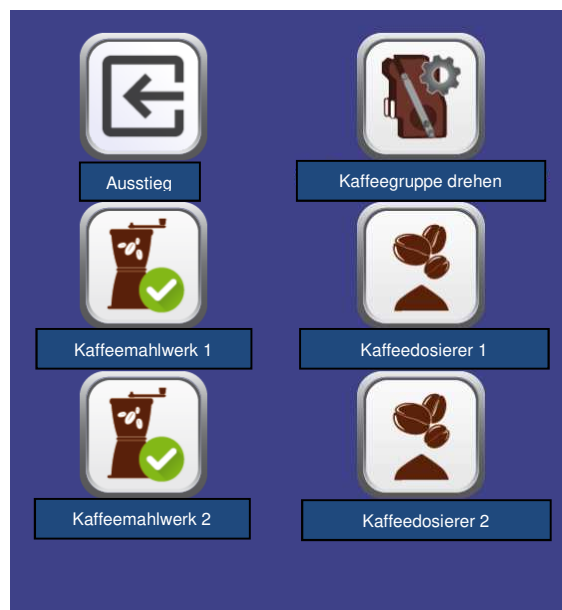 Ausstieg
Kaffeegruppe drehen
Kaffeemahlwerk 1
Kaffeedosierer 1
Kaffeemahlwerk 2
Kaffeedosierer 2